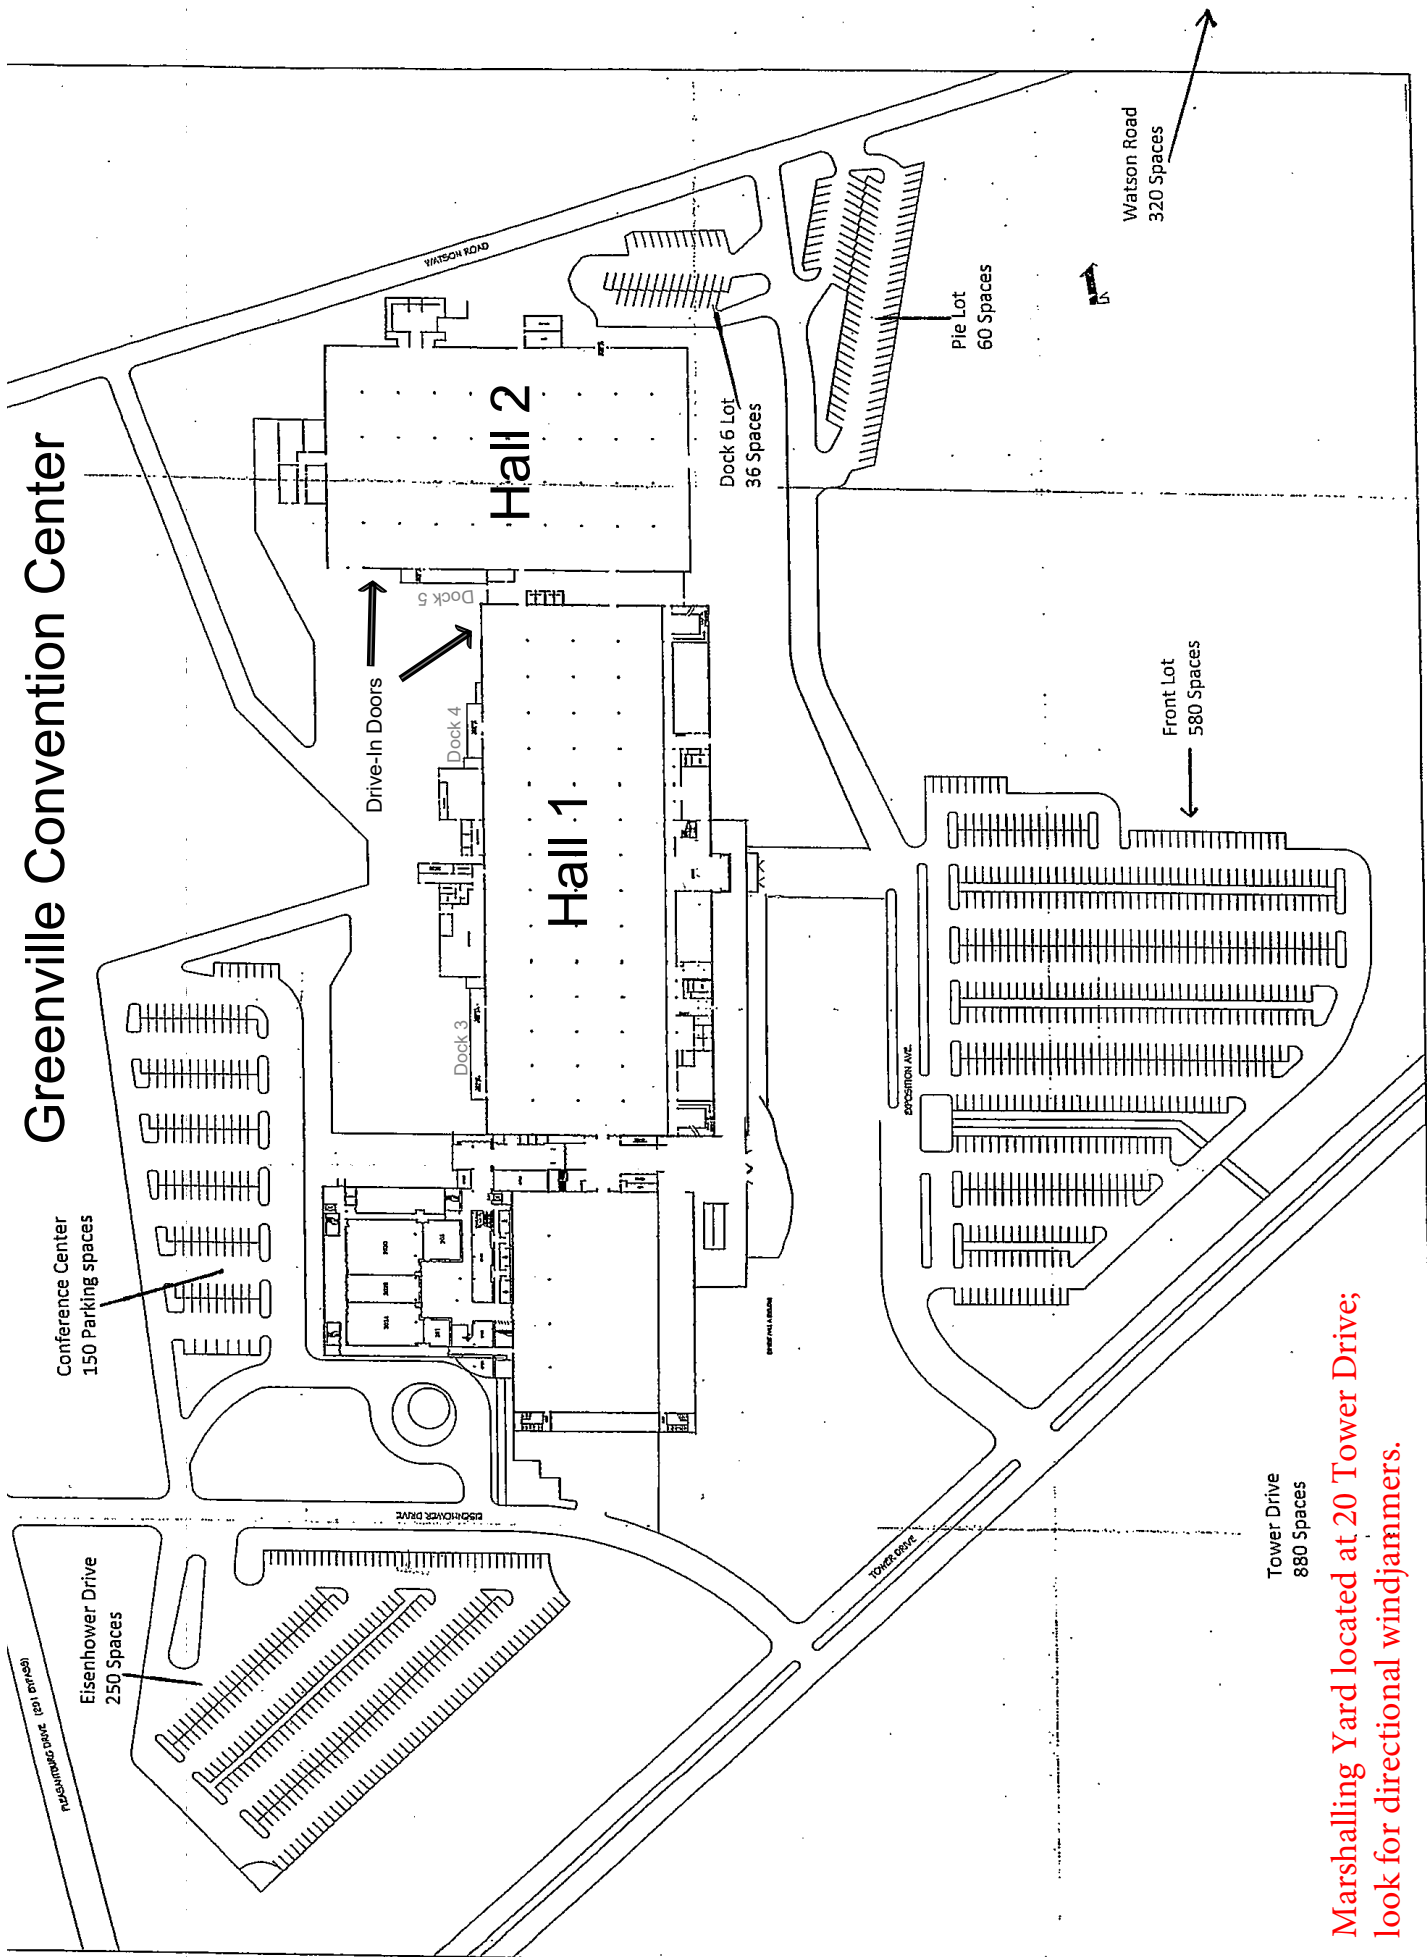 Greenville Convention Center
Conference Center
150 Parking spaces
Eisenhower Drive
250 Spaces
PLEASANTBURG DRIVE (291 BYPASS)
EISENHOWER DRIVE
TOWER DRIVE
Tower Drive
880 Spaces
EXPOSITION AVE.
Front Lot
580 Spaces
Drive-In Doors
Dock 3
Dock 4
Dock 5
Hall 1
Hall 2
WATSON ROAD
Dock 6 Lot
36 Spaces
Pie Lot
60 Spaces
Watson Road
320 Spaces
Marshalling Yard located at 20 Tower Drive;
look for directional windjammers.